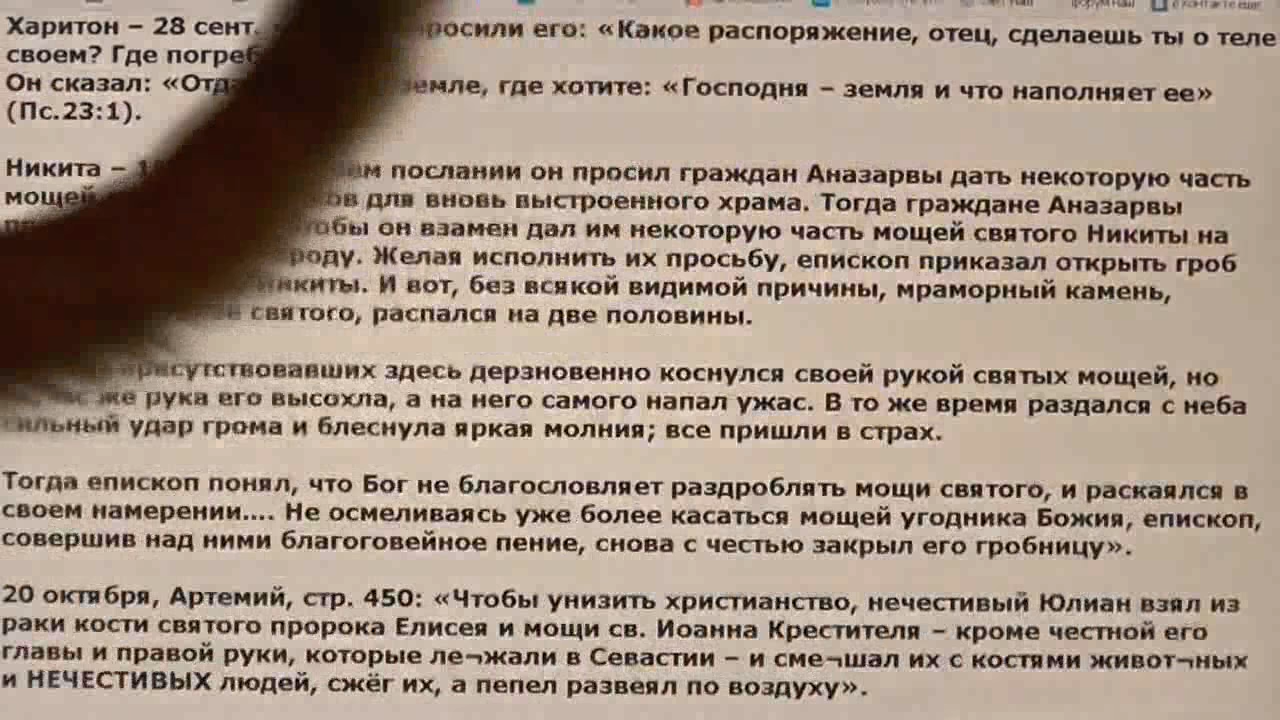 форум наш в контакте еще
Харитон – 28 сент. просили его: «Какое распоряжение, отец, сделаешь ты о теле
своем? Где погреб
Он сказал: «Отда земле, где хотите: «Господня – земля и что наполняет ее»
(Пс.23:1).
Никита – послании он просил граждан Аназарвы дать некоторую часть
мощей для вновь выстроенного храма. Тогда граждане Аназарвы
чтобы он взамен дал им некоторую часть мощей святого Никиты на
роду. Желая исполнить их просьбу, епископ приказал открыть гроб
Никиты. И вот, без всякой видимой причины, мраморный камень,
святого, распался на две половины.
присутствовавших здесь дерзновенно коснулся своей рукой святых мощей, но
же рука его высохла, а на него самого напал ужас. В то же время раздался с неба
сильный удар грома и блеснула яркая молния; все пришли в страх.
Тогда епископ понял, что Бог не благословляет раздроблять мощи святого, и раскаялся в
своем намерении.... Не осмеливаясь уже более касаться мощей угодника Божия, епископ,
совершив над ними благоговейное пение, снова с честью закрыл его гробницу».
20 октября, Артемий, стр. 450: «Чтобы унизить христианство, нечестивый Юлиан взял из
раки кости святого пророка Елисея и мощи св. Иоанна Крестителя – кроме честной его
главы и правой руки, которые ле¬жали в Севастии – и сме¬шал их с костями живот¬ных
и НЕЧЕСТИВЫХ людей, сжёг их, а пепел развеял по воздуху».